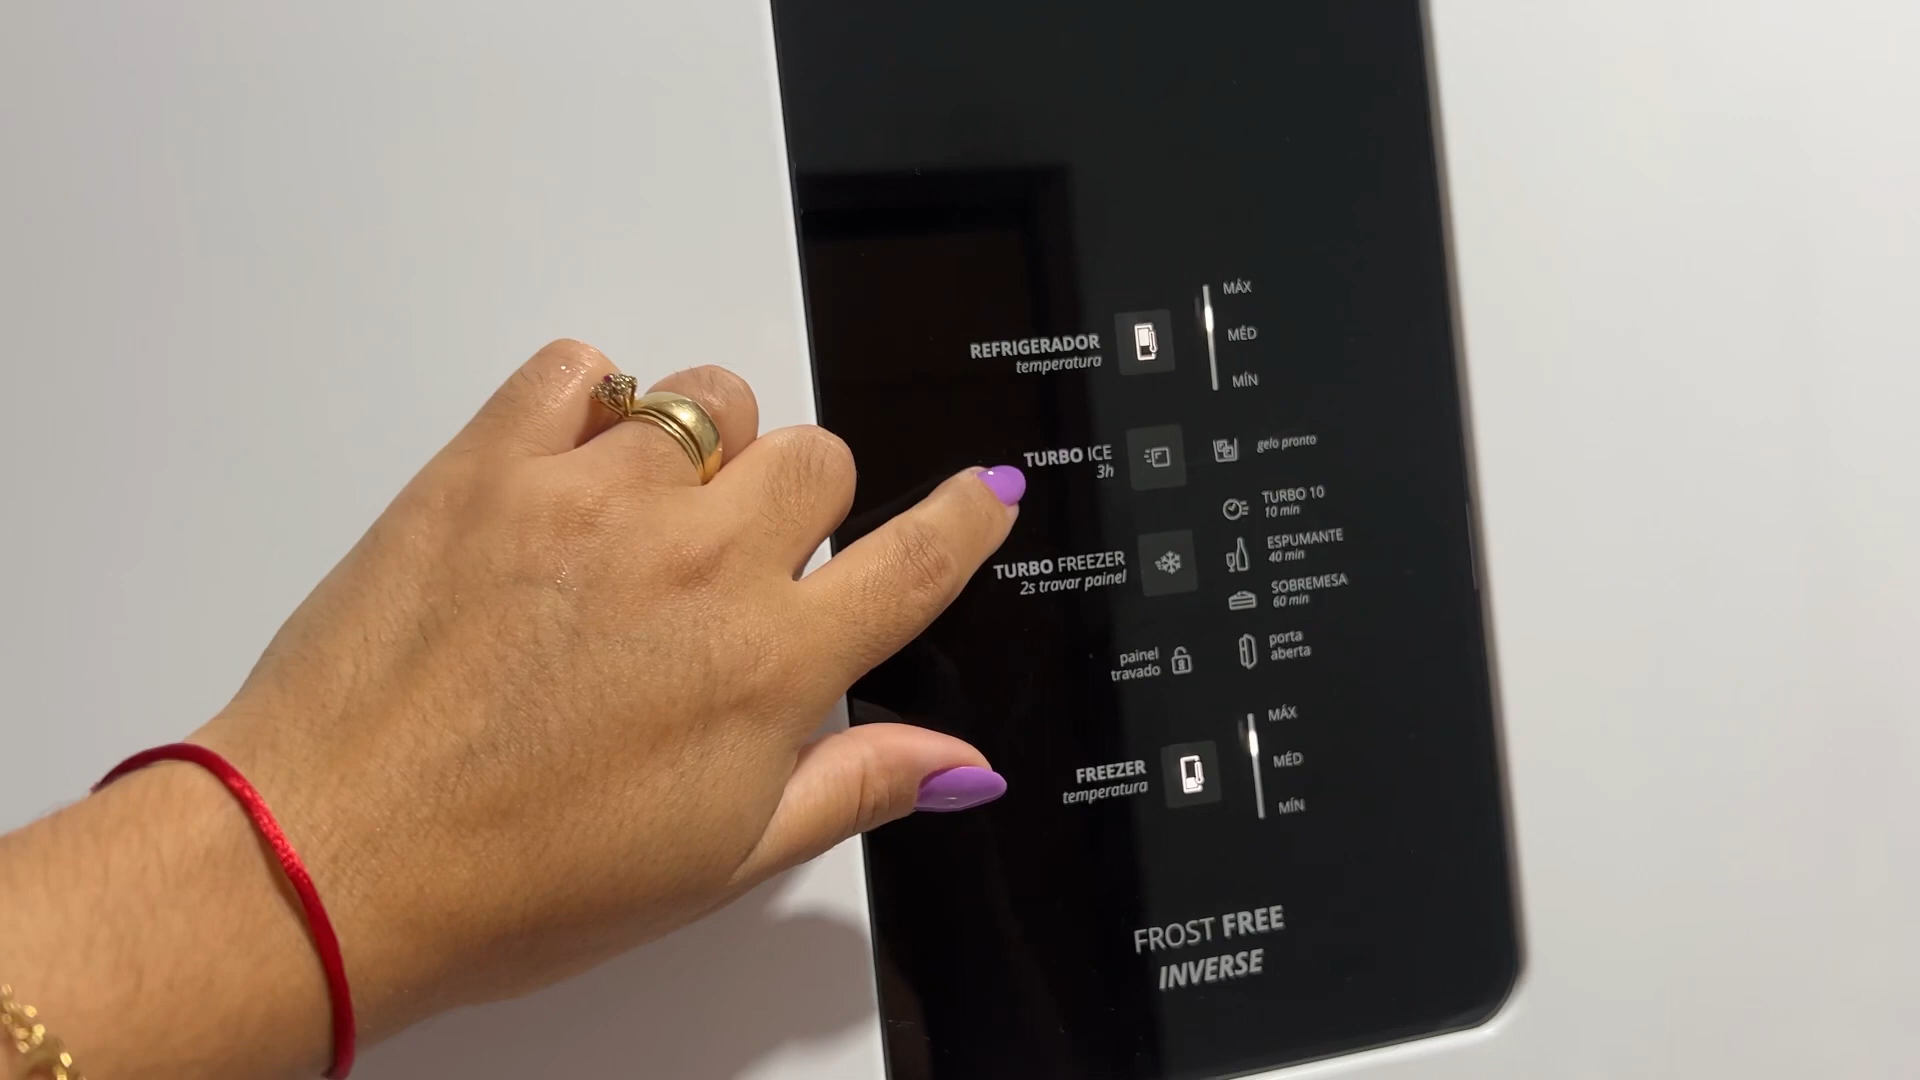 MÁX
REFRIGERADOR
temperatura
MÉD
MÍN
TURBO ICE
3h
gelo pronto
TURBO 10
10 min
ESPUMANTE
40 min
TURBO FREEZER
2s travar painel
SOBREMESA
60 min
painel
travado
porta
aberta
MÁX
FREEZER
temperatura
MÉD
MÍN
FROST FREE
INVERSE